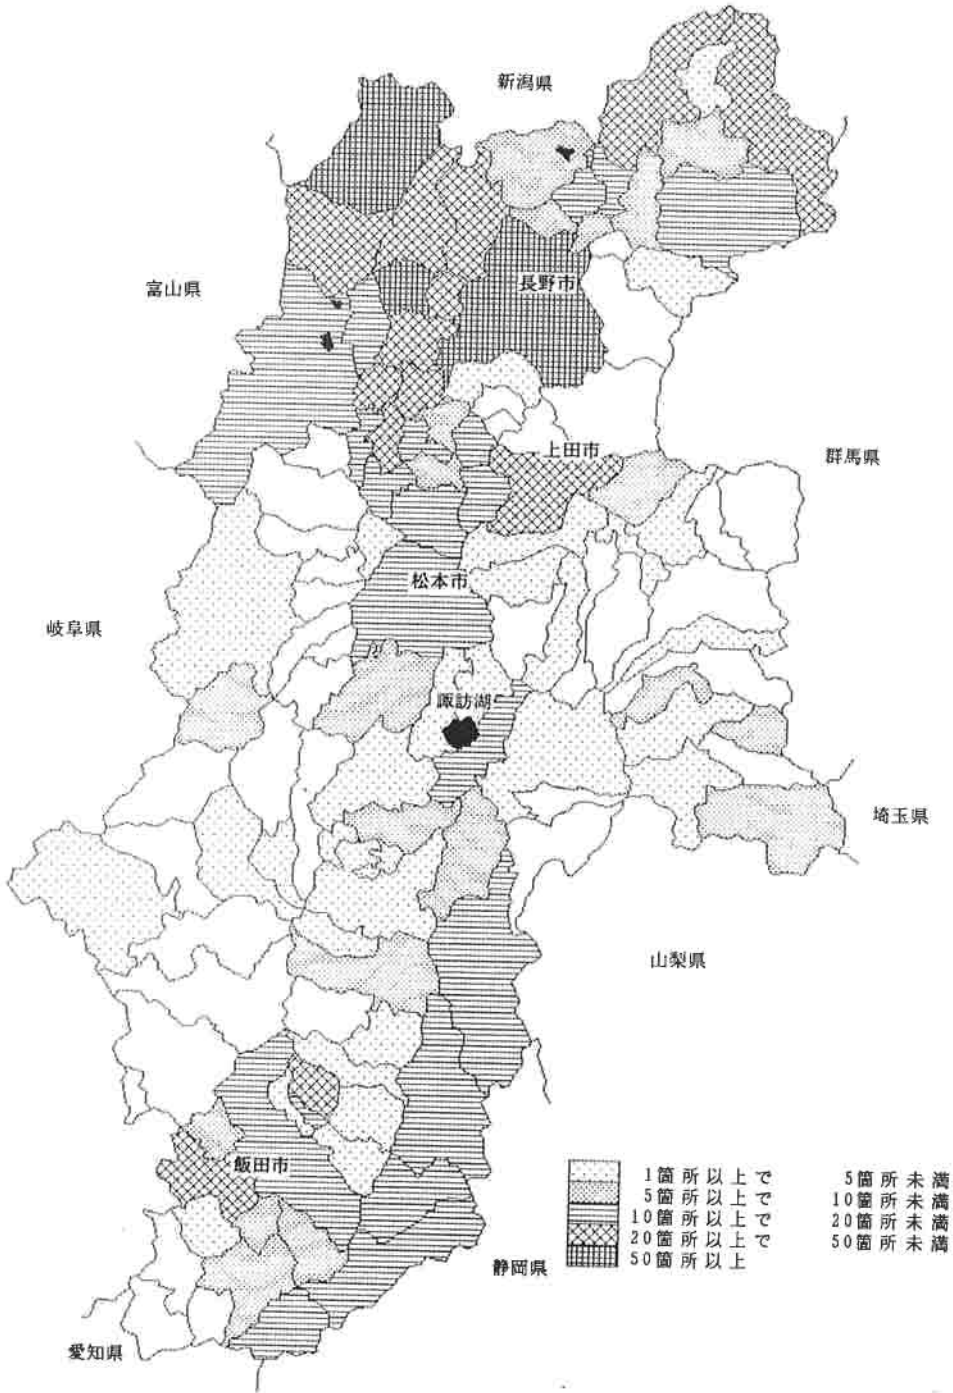 新潟県
富山県
長野市
上田市
群馬県
松本市
岐阜県
諏訪湖
埼玉県
山梨県
飯田市
1箇所以上で 5箇所未満
5箇所以上で 10箇所未満
10箇所以上で 20箇所未満
20箇所以上で 50箇所未満
50箇所以上
静岡県
愛知県